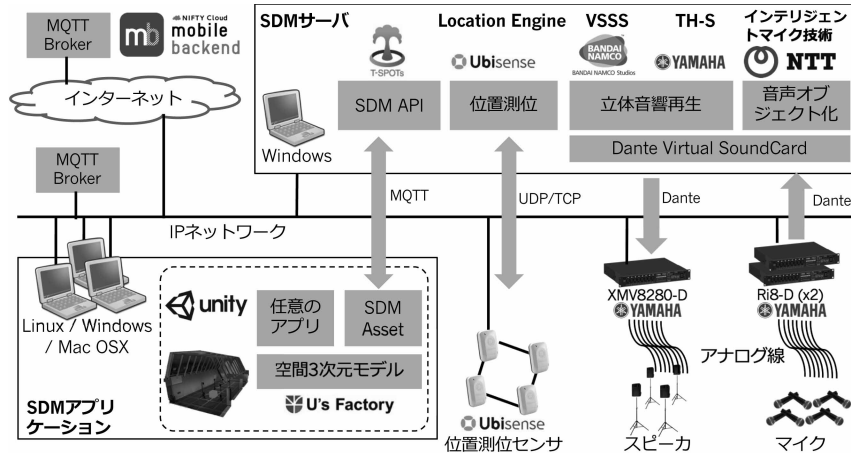 MQTT
Broker
NIFTY Cloud
mb
mobile
backend
インターネット
MQTT
Broker
SDMサーバ
Location Engine
VSSS
TH-S
インテリジェン
トマイク技術
T-SPOTs
Ubisense
BANDAI
NAMCO
BANDAI NAMCO Studios
YAMAHA
NTT
SDM API
位置測位
立体音響再生
音声オブ
ジェクト化
Dante Virtual SoundCard
Windows
MQTT
UDP/TCP
Dante
Dante
IPネットワーク
Linux / Windows
/ Mac OSX
unity
任意の
アプリ
SDM
Asset
空間3次元モデル
U's Factory
SDMアプリ
ケーション
Ubisense
位置測位センサ
XMV8280-D
YAMAHA
Ri8-D (x2)
YAMAHA
アナログ線
スピーカ
マイク